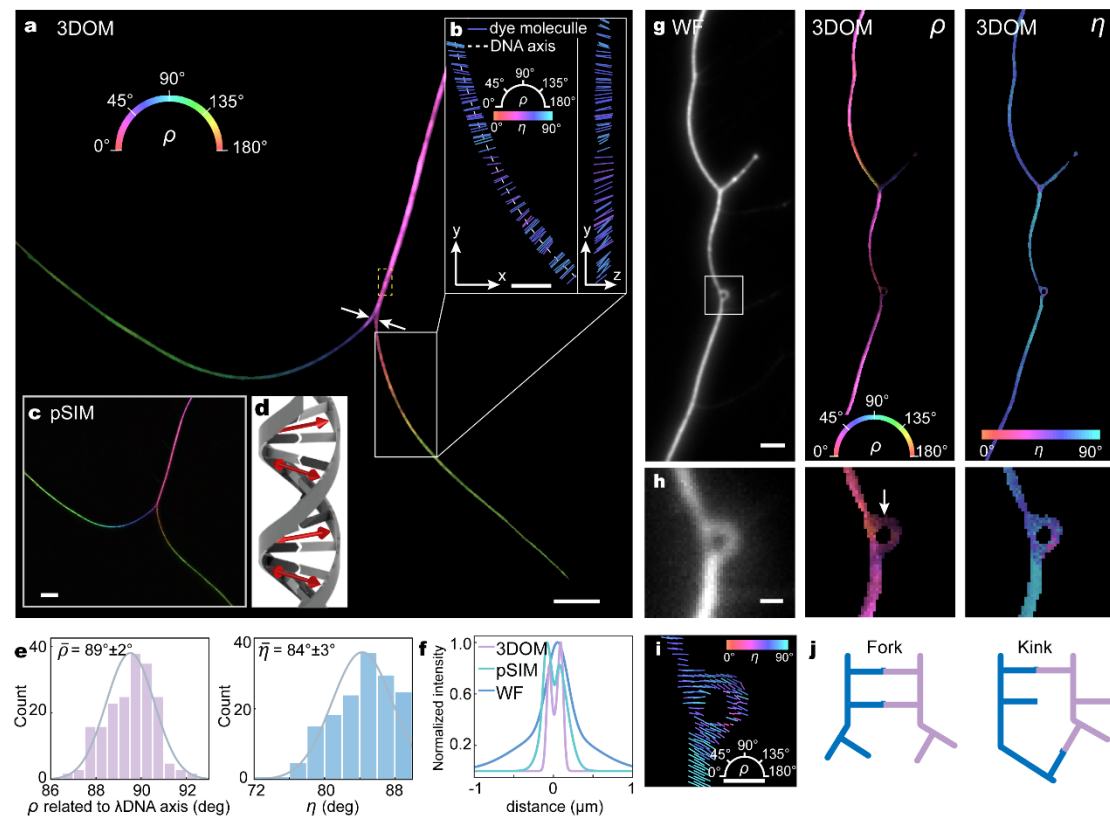 a 3DOM
0° 45° 90° 135° 180°
ρ
b
dye moleculle
DNA axis
0° 45° 90° 135° 180°
ρ
0° η 90°
y
x
y
z
c pSIM
d
e
ρ̄ = 89°±2°
Count
40
20
0
86 88 90 92
ρ related to λDNA axis (deg)
η̄ = 84°±3°
Count
40
20
0
72 80 88
η (deg)
f
3DOM
pSIM
WF
Normalized intensity
1.0
0.8
0.6
0.4
0.2
-1 0 1
distance (μm)
g WF
3DOM ρ
0° 45° 90° 135° 180°
ρ
3DOM η
0° η 90°
h
i
0° η 90°
0° 45° 90° 135° 180°
ρ
j
Fork
Kink